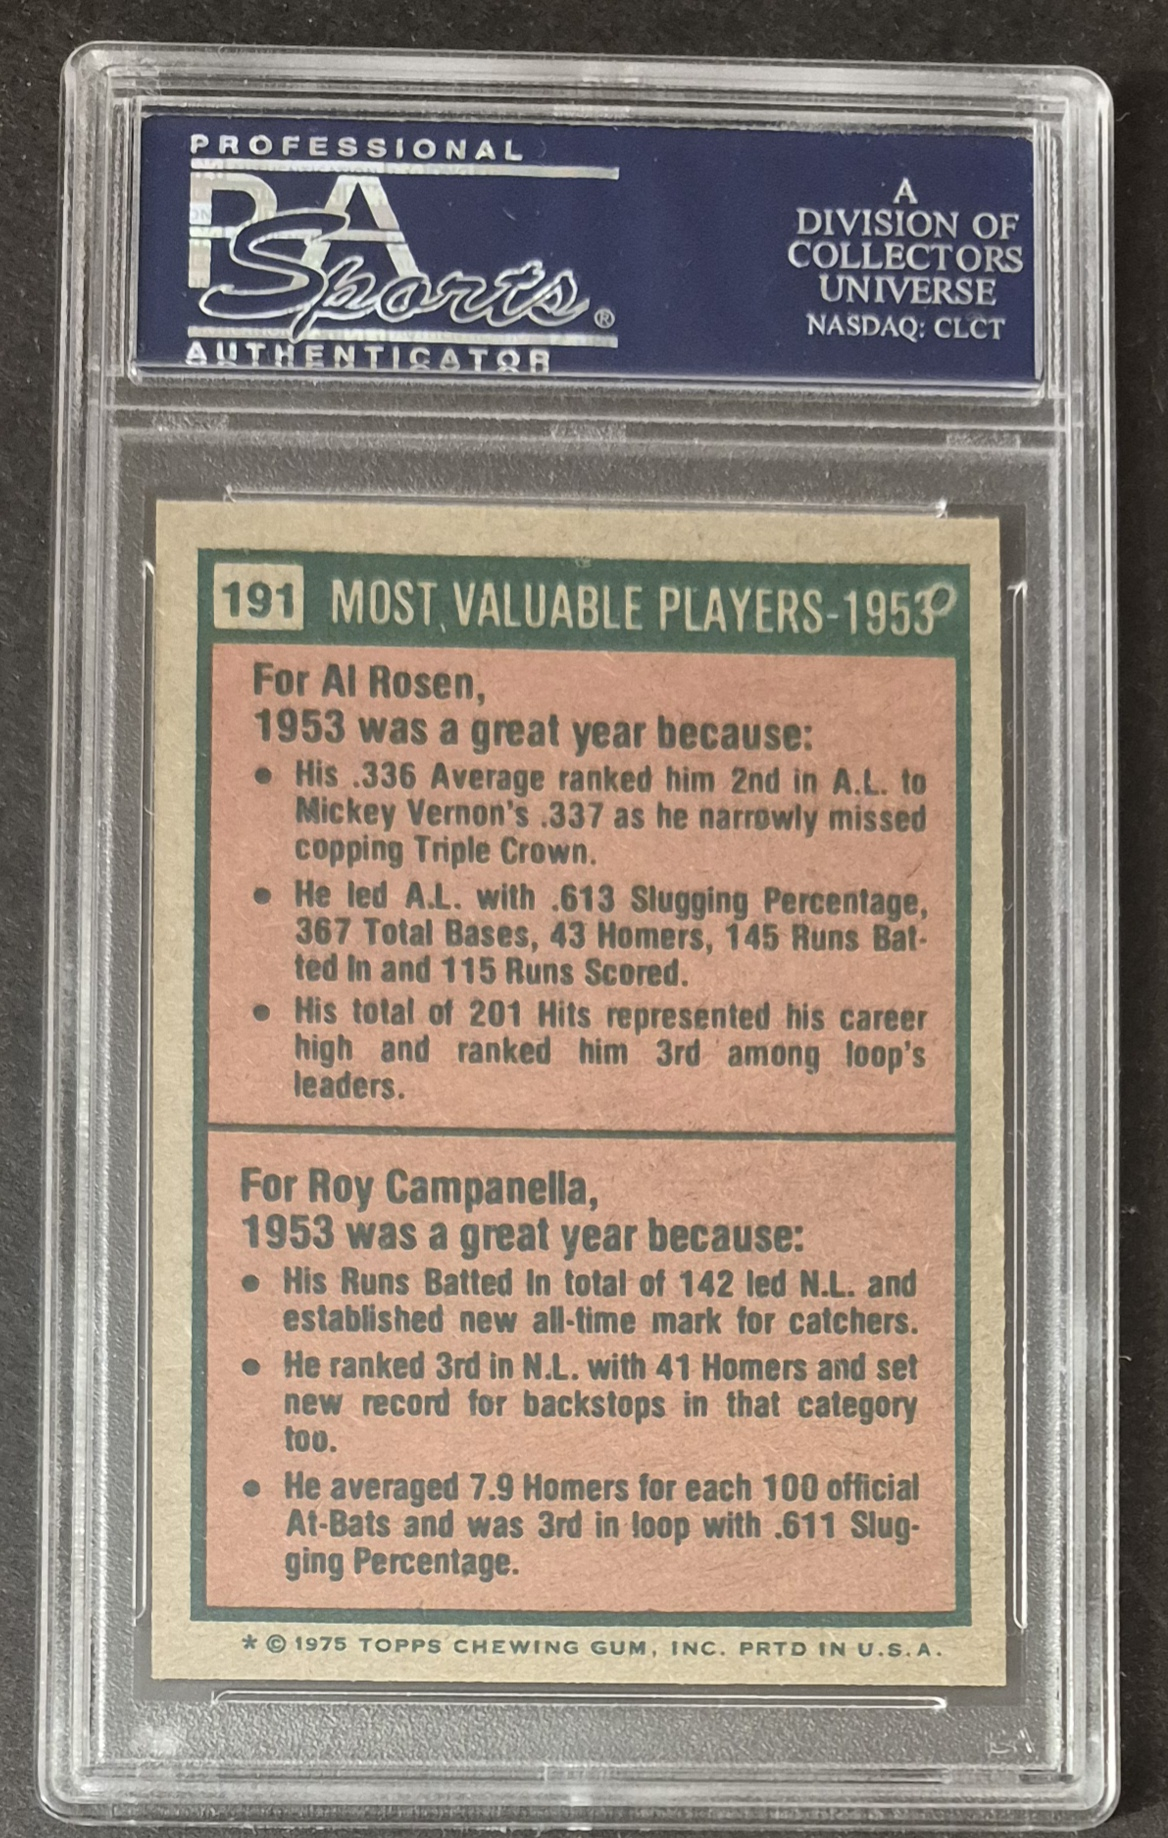 PROFESSIONAL
PSA
Sports®
AUTHENTICATOR
A
DIVISION OF
COLLECTORS
UNIVERSE
NASDAQ: CLCT
191 MOST VALUABLE PLAYERS-1953
For Al Rosen,
1953 was a great year because:
• His .336 Average ranked him 2nd in A.L. to
Mickey Vernon's .337 as he narrowly missed
copping Triple Crown.
• He led A.L. with .613 Slugging Percentage,
367 Total Bases, 43 Homers, 145 Runs Bat-
ted In and 115 Runs Scored.
• His total of 201 Hits represented his career
high and ranked him 3rd among loop's
leaders.
For Roy Campanella,
1953 was a great year because:
• His Runs Batted In total of 142 led N.L. and
established new all-time mark for catchers.
• He ranked 3rd in N.L. with 41 Homers and set
new record for backstops in that category
too.
• He averaged 7.9 Homers for each 100 official
At-Bats and was 3rd in loop with .611 Slug-
ging Percentage.
* © 1975 TOPPS CHEWING GUM, INC. PRTD IN U.S.A.